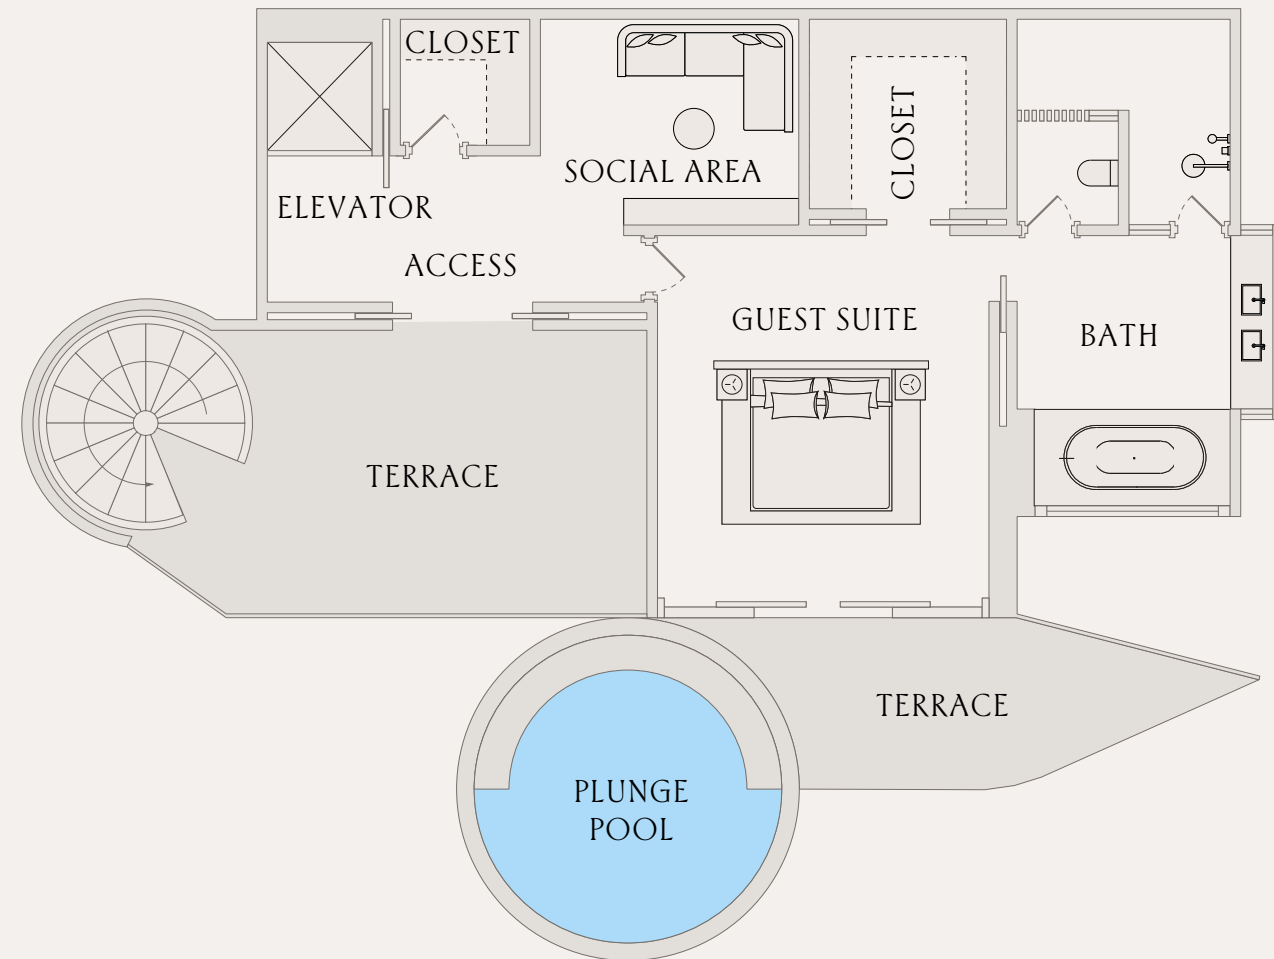 CLOSET
CLOSET
SOCIAL AREA
ELEVATOR
ACCESS
GUEST SUITE
BATH
TERRACE
TERRACE
PLUNGE
POOL